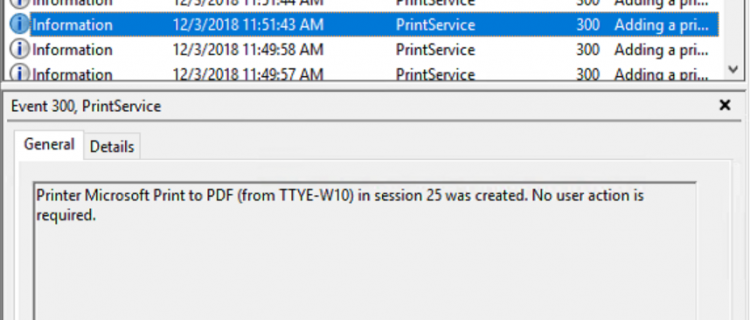 Information 12/3/2018 11:51:44 AM PrintService 300 Adding a pri...
Information 12/3/2018 11:51:43 AM PrintService 300 Adding a pri...
Information 12/3/2018 11:49:58 AM PrintService 300 Adding a pri...
Information 12/3/2018 11:49:57 AM PrintService 300 Adding a pri...
Event 300, PrintService
General Details
Printer Microsoft Print to PDF (from TTYE-W10) in session 25 was created. No user action is
required.